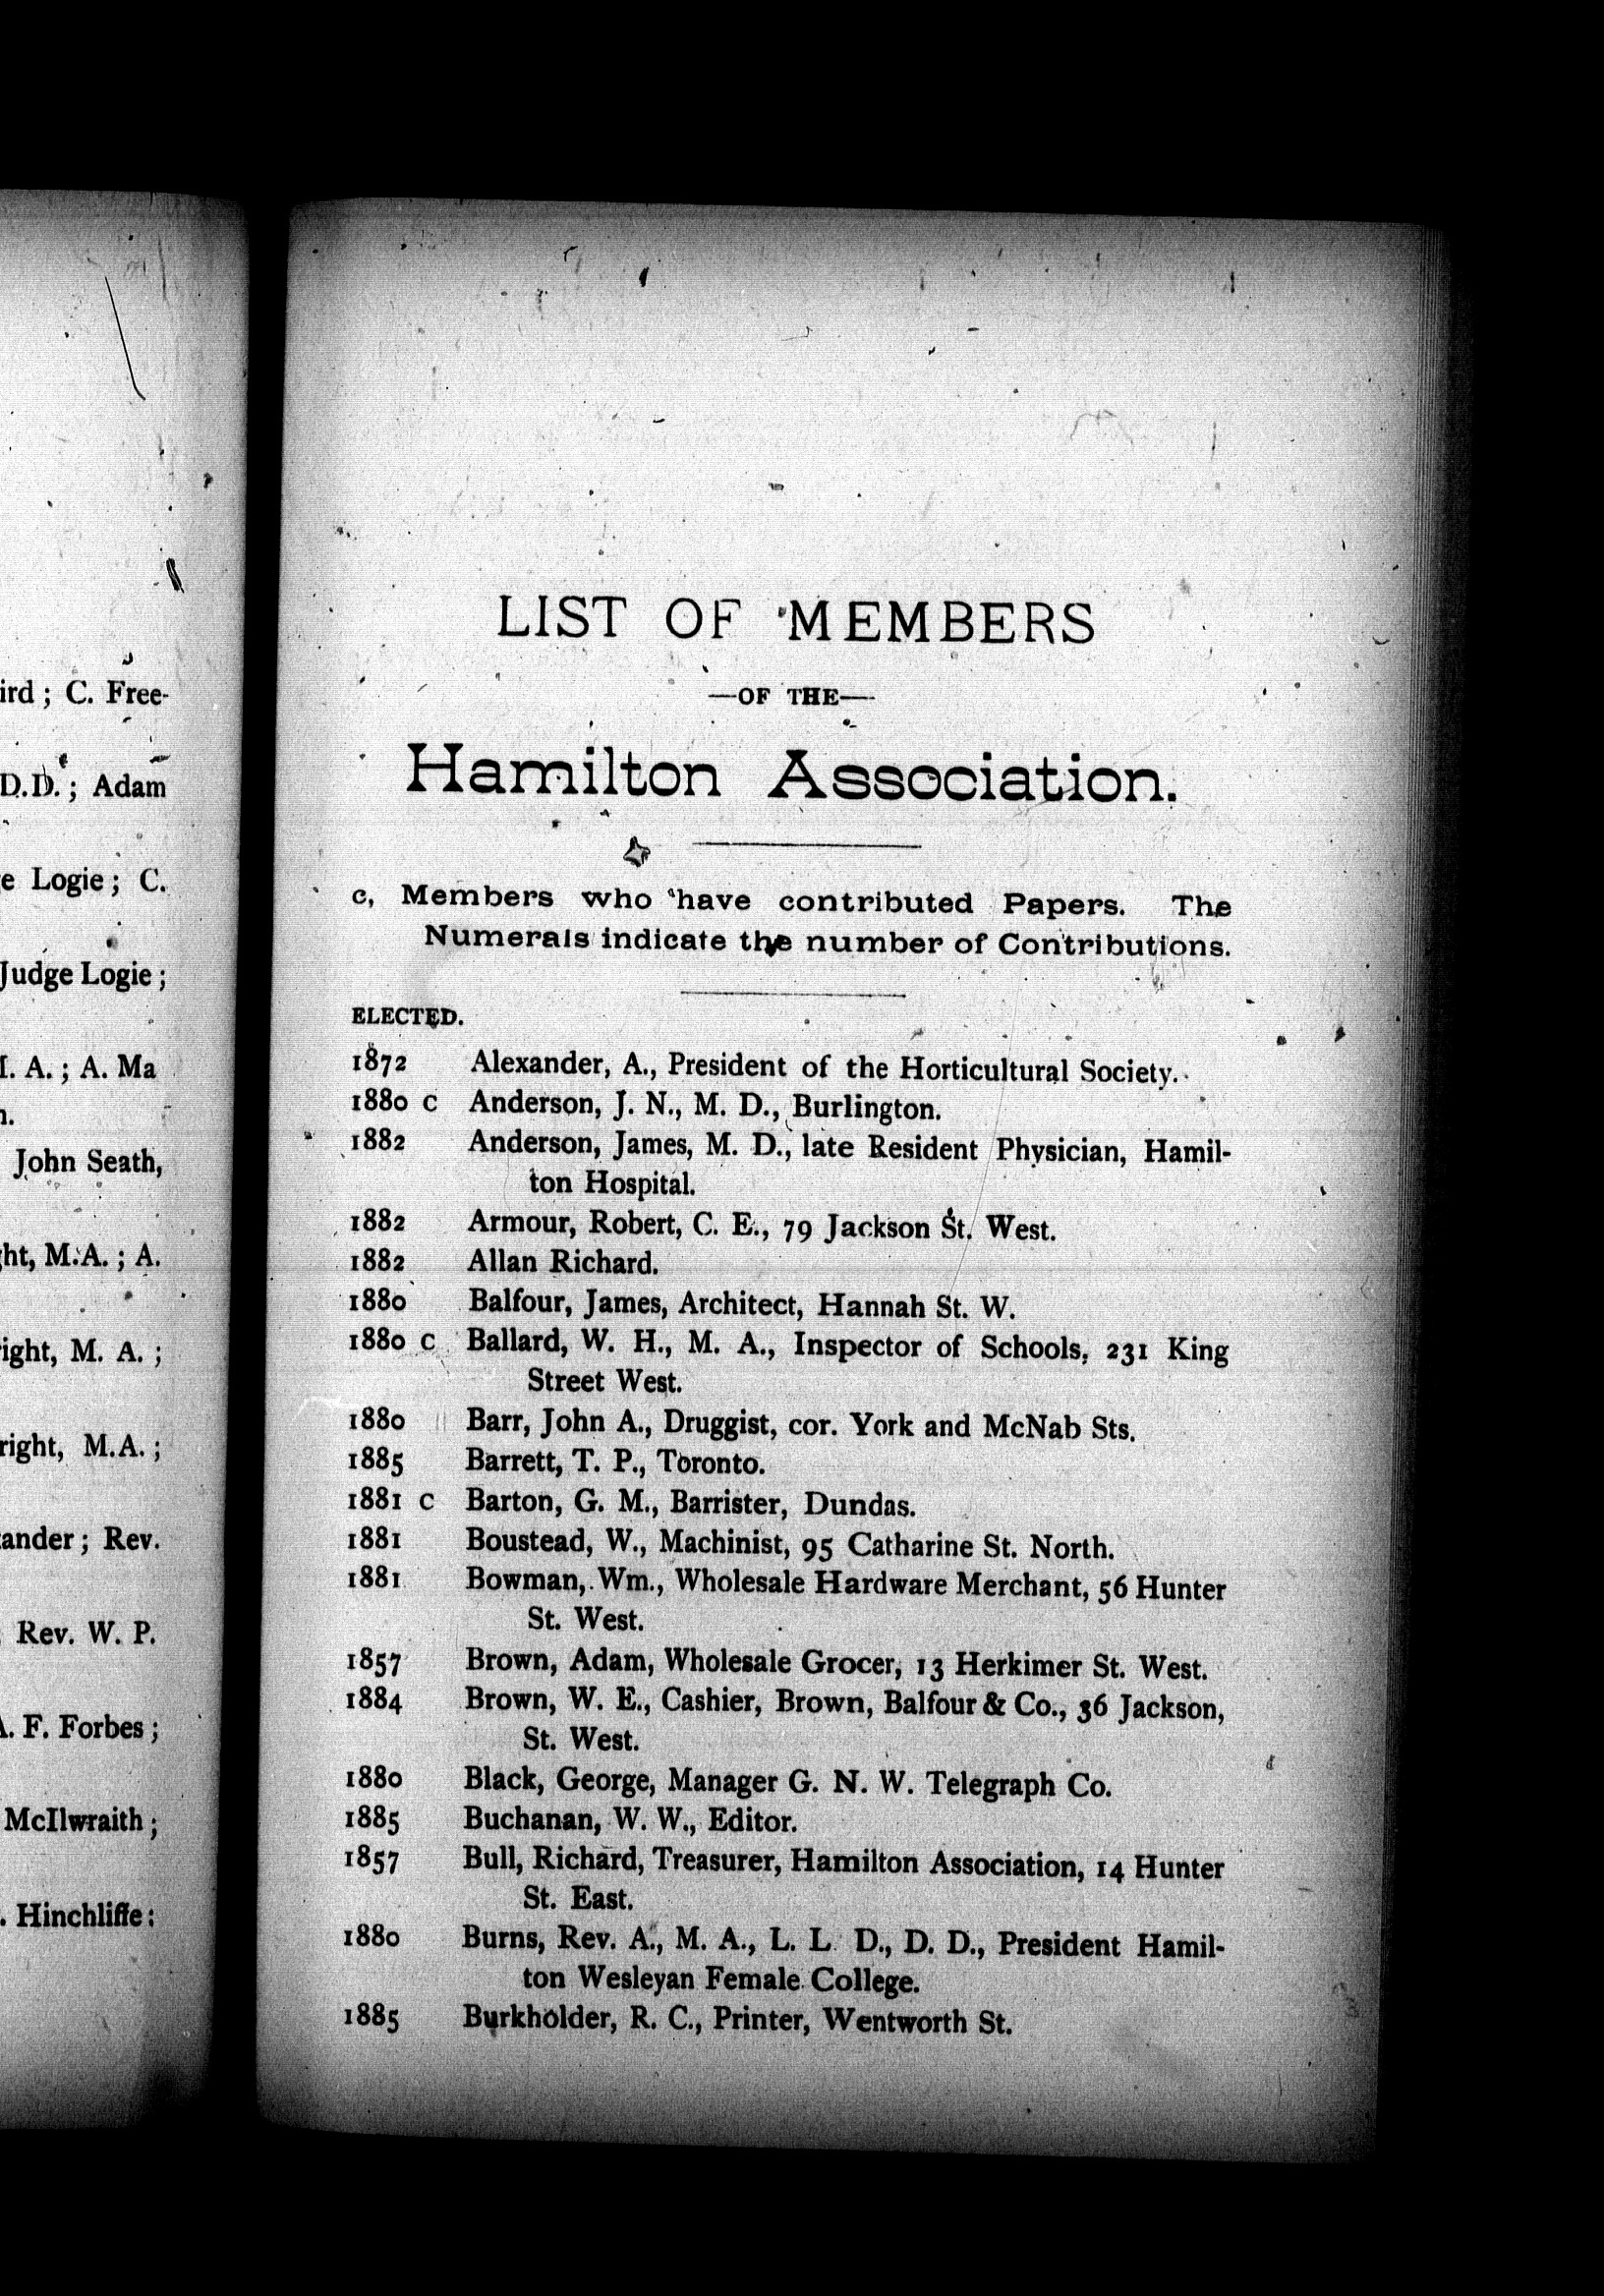 ird ; C. Free-
D.D. ; Adam
e Logie ; C.
Judge Logie ;
. A. ; A. Ma
John Seath,
ght, M.A. ; A.
right, M. A. ;
right, M.A. ;
ander ; Rev.
Rev. W. P.
. F. Forbes ;
McIlwraith ;
. Hinchliffe :
LIST OF MEMBERS
—OF THE—
Hamilton Association.
c, Members who have contributed Papers. The
Numerals indicate the number of Contributions.
ELECTED.
1872 Alexander, A., President of the Horticultural Society.
1880 c Anderson, J. N., M. D., Burlington.
1882 Anderson, James, M. D., late Resident Physician, Hamil-
ton Hospital.
1882 Armour, Robert, C. E., 79 Jackson St. West.
1882 Allan Richard.
1880 Balfour, James, Architect, Hannah St. W.
1880 c Ballard, W. H., M. A., Inspector of Schools, 231 King
Street West.
1880 Barr, John A., Druggist, cor. York and McNab Sts.
1885 Barrett, T. P., Toronto.
1881 c Barton, G. M., Barrister, Dundas.
1881 Boustead, W., Machinist, 95 Catharine St. North.
1881 Bowman, Wm., Wholesale Hardware Merchant, 56 Hunter
St. West.
1857 Brown, Adam, Wholesale Grocer, 13 Herkimer St. West.
1884 Brown, W. E., Cashier, Brown, Balfour & Co., 36 Jackson,
St. West.
1880 Black, George, Manager G. N. W. Telegraph Co.
1885 Buchanan, W. W., Editor.
1857 Bull, Richard, Treasurer, Hamilton Association, 14 Hunter
St. East.
1880 Burns, Rev. A., M. A., L. L D., D. D., President Hamil-
ton Wesleyan Female College.
1885 Burkholder, R. C., Printer, Wentworth St.